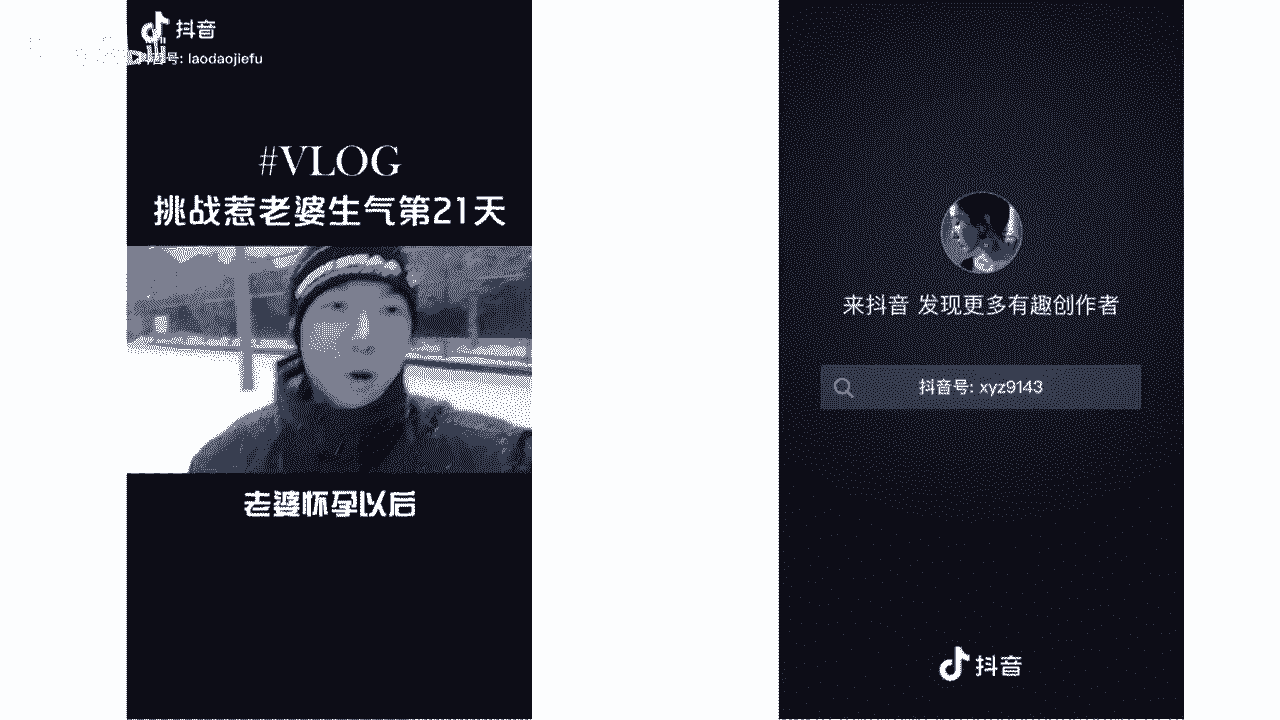 抖音
抖音号: laodaojiefu
#VLOG
挑战惹老婆生气第21天
老婆怀孕以后
来抖音 发现更多有趣创作者
抖音号: xyz9143
抖音